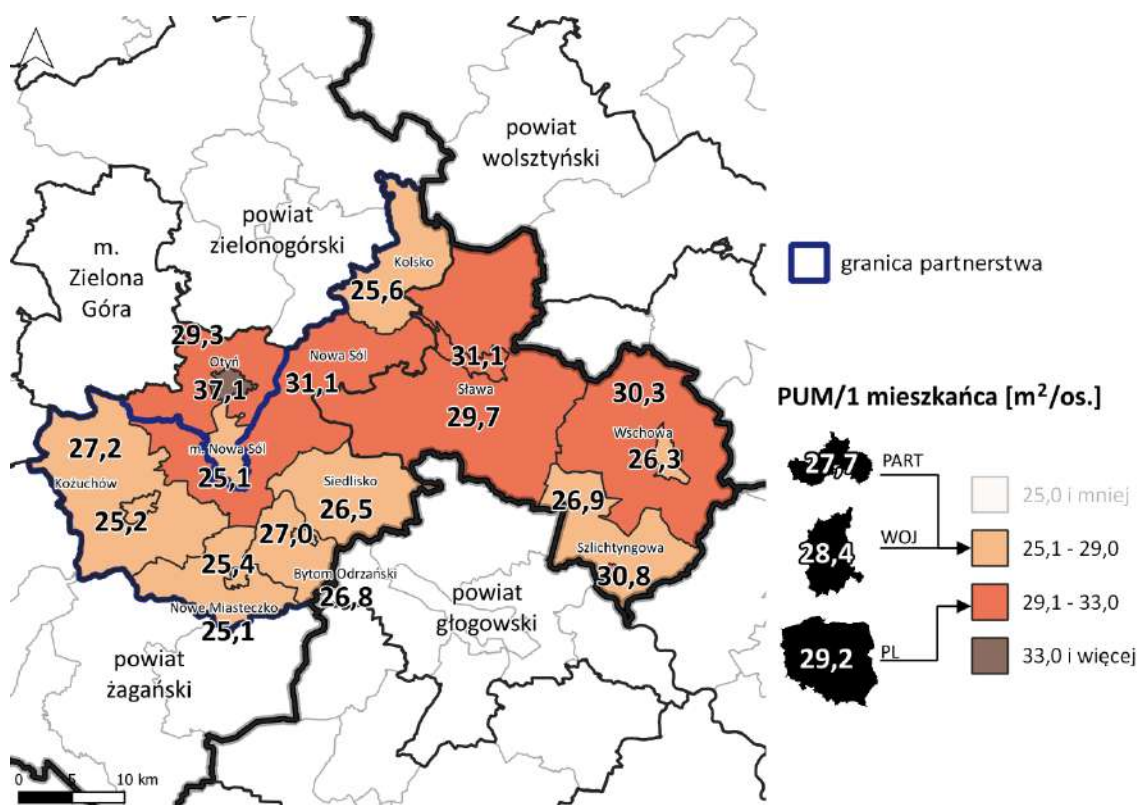 powiat
wolsztyński
powiat
zielonogórski
m.
Zielona
Góra
Kolsko
25,6
29,3
Otyń
37,1
Nowa Sól
31,1
31,1
Sława
29,7
30,3
Wschowa
26,3
27,2
Kożuchów
25,2
m. Nowa Sól
25,1
Siedlisko
26,5
27,0
25,4
Bytom Odrzański
26,8
Nowe Miasteczko
25,1
26,9
Szlichtyngowa
30,8
powiat
głogowski
powiat
żagański
0 5 10 km
granica partnerstwa
PUM/1 mieszkańca [m²/os.]
27,7 PART
28,4 WOJ
29,2 PL
25,0 i mniej
25,1 - 29,0
29,1 - 33,0
33,0 i więcej